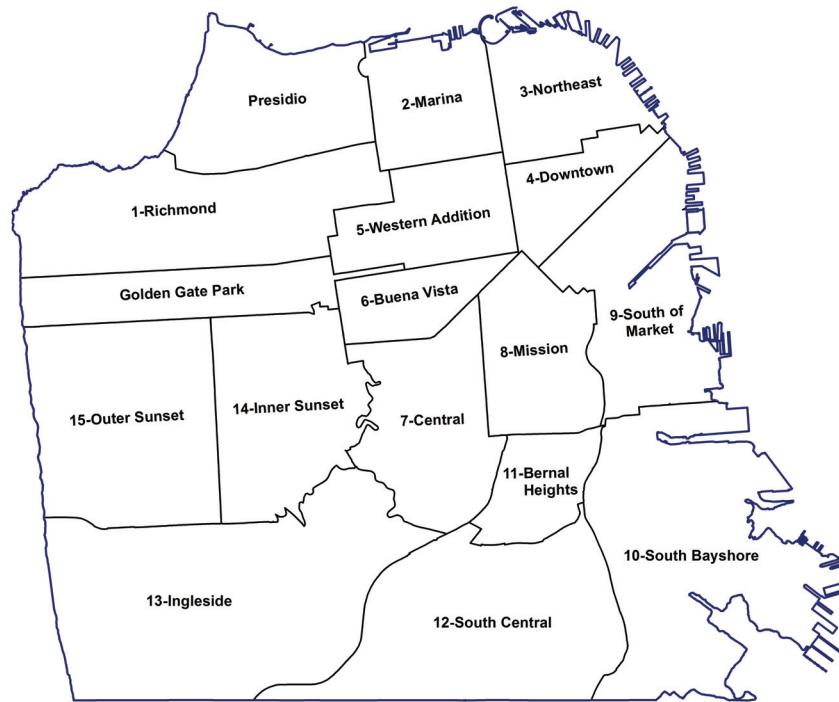 Presidio
2-Marina
3-Northeast
4-Downtown
1-Richmond
5-Western Addition
Golden Gate Park
6-Buena Vista
9-South of
Market
8-Mission
15-Outer Sunset
14-Inner Sunset
7-Central
11-Bernal
Heights
10-South Bayshore
13-Ingleside
12-South Central